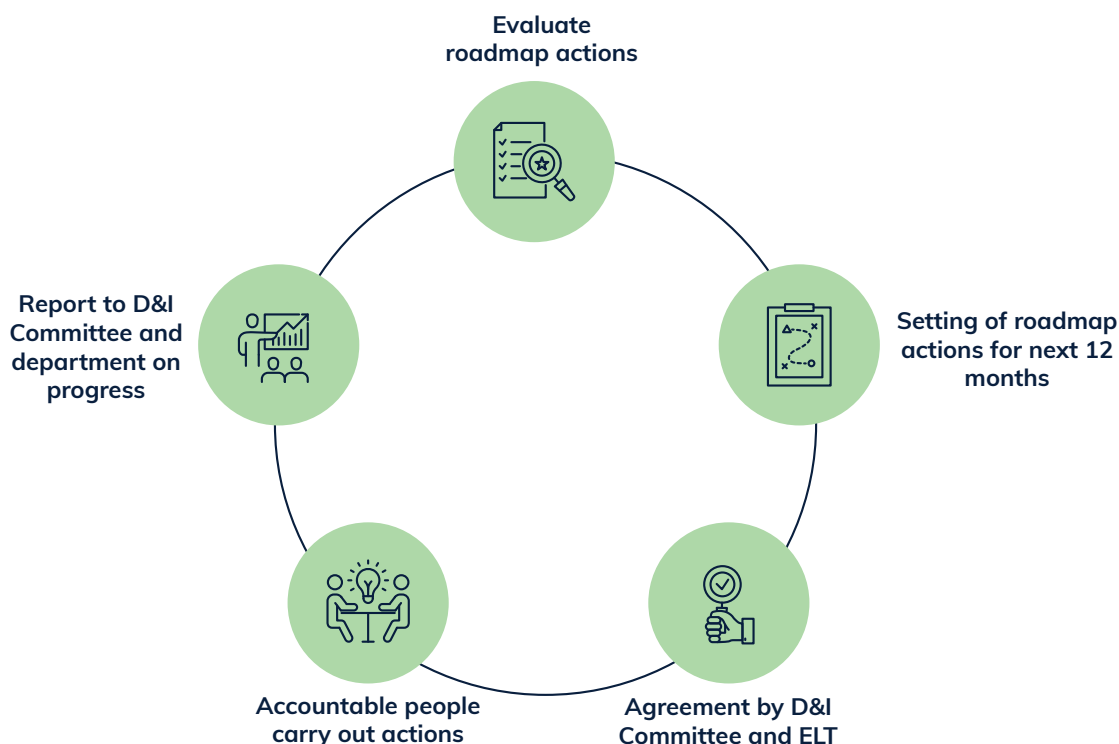 Evaluate
roadmap actions
Setting of roadmap
actions for next 12
months
Agreement by D&I
Committee and ELT
Accountable people
carry out actions
Report to D&I
Committee and
department on
progress